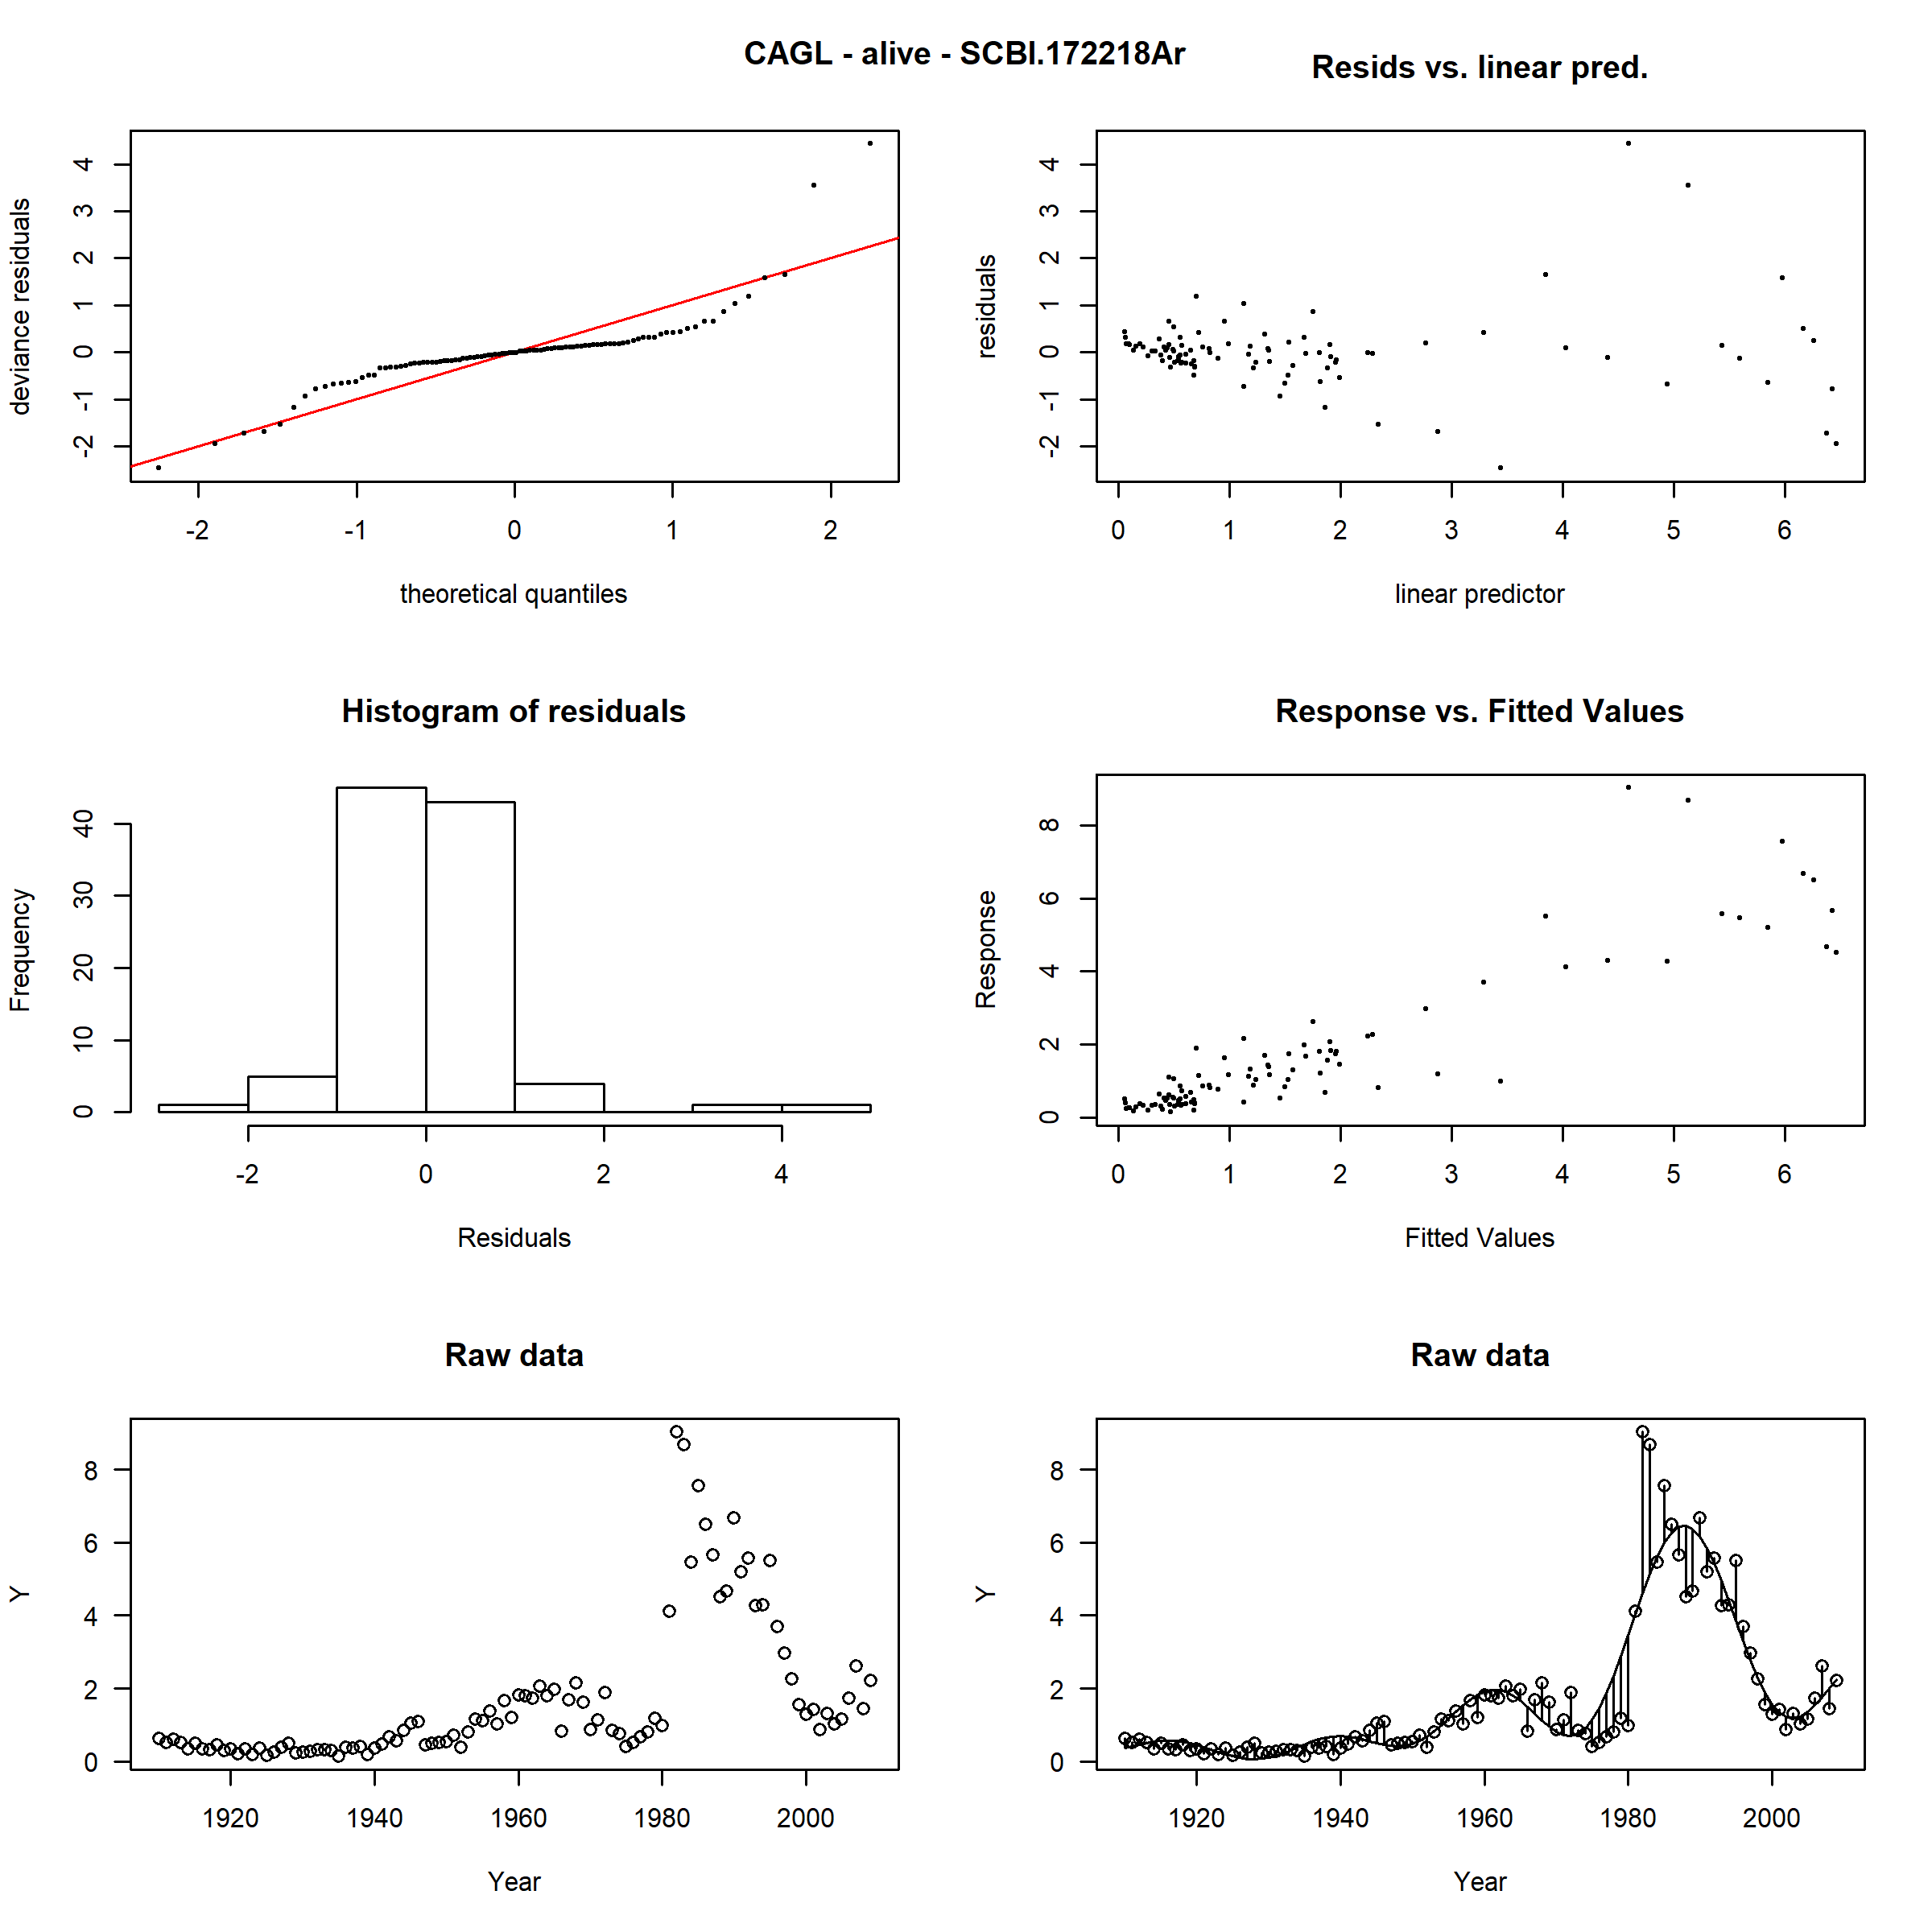 CAGL - alive - SCBI.172218Ar
Resids vs. linear pred.
deviance residuals
4
3
2
1
0
-1
-2
-2 -1 0 1 2
theoretical quantiles
residuals
4
3
2
1
0
-1
-2
0 1 2 3 4 5 6
linear predictor
Histogram of residuals
Frequency
40
30
20
10
0
-2 0 2 4
Residuals
Response vs. Fitted Values
Response
8
6
4
2
0
0 1 2 3 4 5 6
Fitted Values
Raw data
Y
8
6
4
2
0
1920 1940 1960 1980 2000
Year
Raw data
Y
8
6
4
2
0
1920 1940 1960 1980 2000
Year